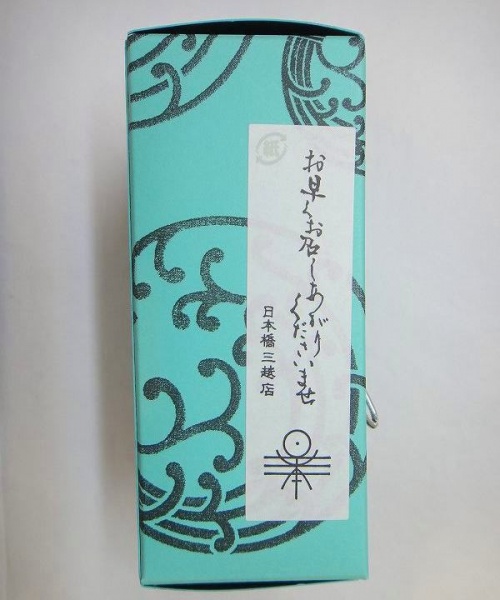 お早くお召しあがり
くださいませ
日本橋三越店
紙